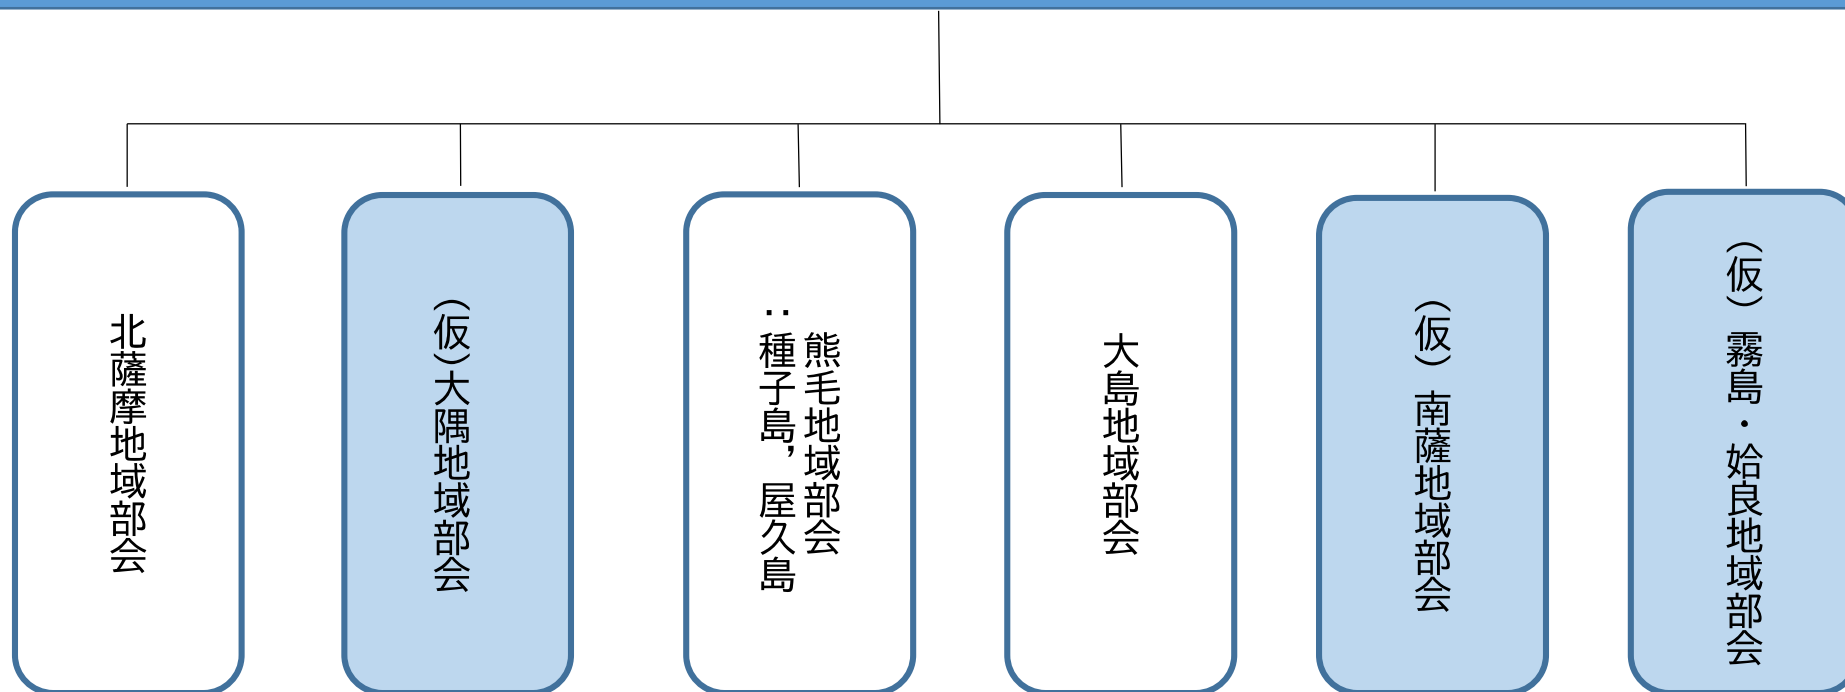 北薩摩地域部会
（仮）大隅地域部会
熊毛地域部会
：種子島，屋久島
大島地域部会
（仮）南薩地域部会
（仮）霧島・姶良地域部会